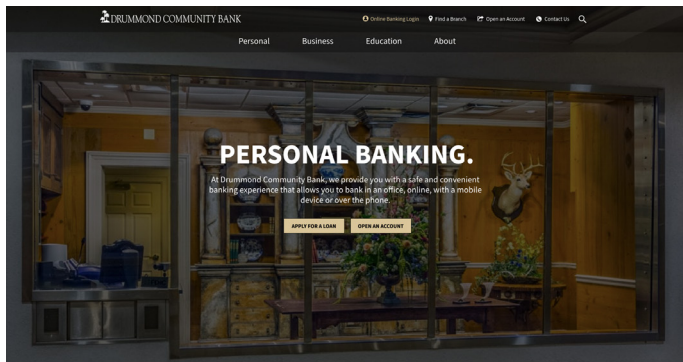 DRUMMOND COMMUNITY BANK
Online Banking Login
Find a Branch
Open an Account
Contact Us
Personal
Business
Education
About
PERSONAL BANKING.
At Drummond Community Bank, we provide you with a safe and convenient
banking experience that allows you to bank in an office, online, with a mobile
device or over the phone.
APPLY FOR A LOAN
OPEN AN ACCOUNT